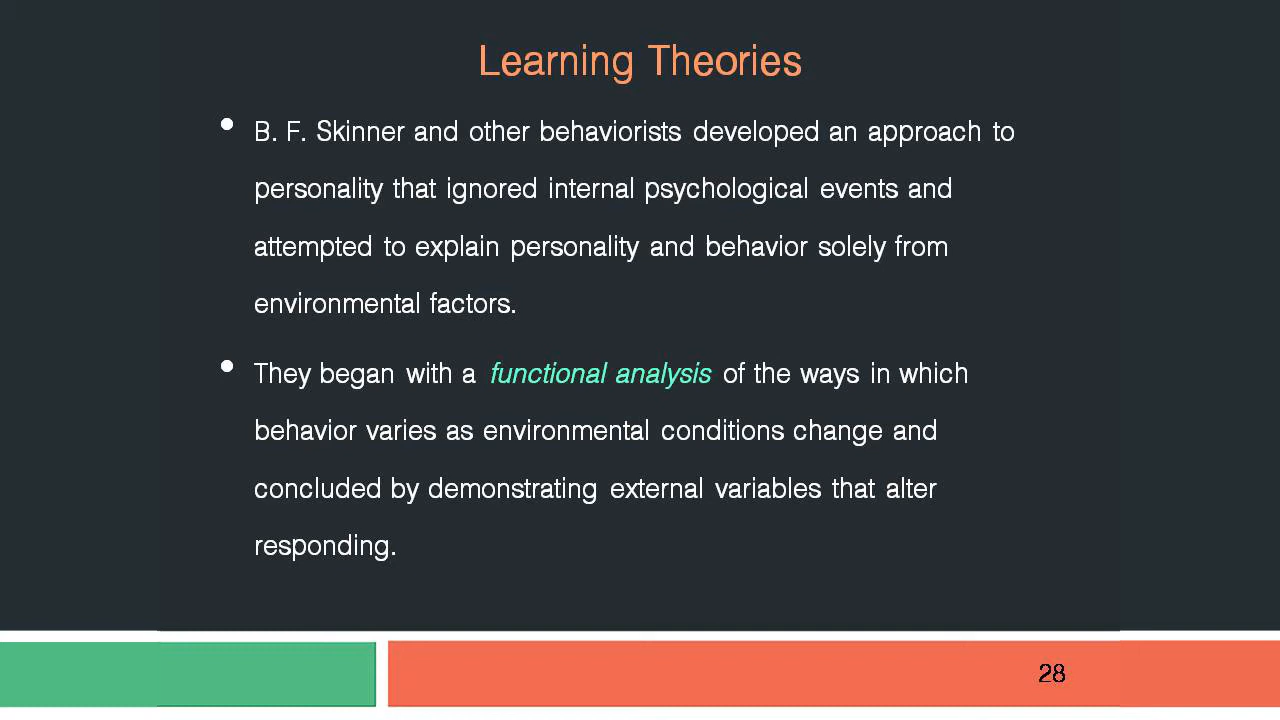 Learning Theories
• B. F. Skinner and other behaviorists developed an approach to
personality that ignored internal psychological events and
attempted to explain personality and behavior solely from
environmental factors.
• They began with a functional analysis of the ways in which
behavior varies as environmental conditions change and
concluded by demonstrating external variables that alter
responding.
28